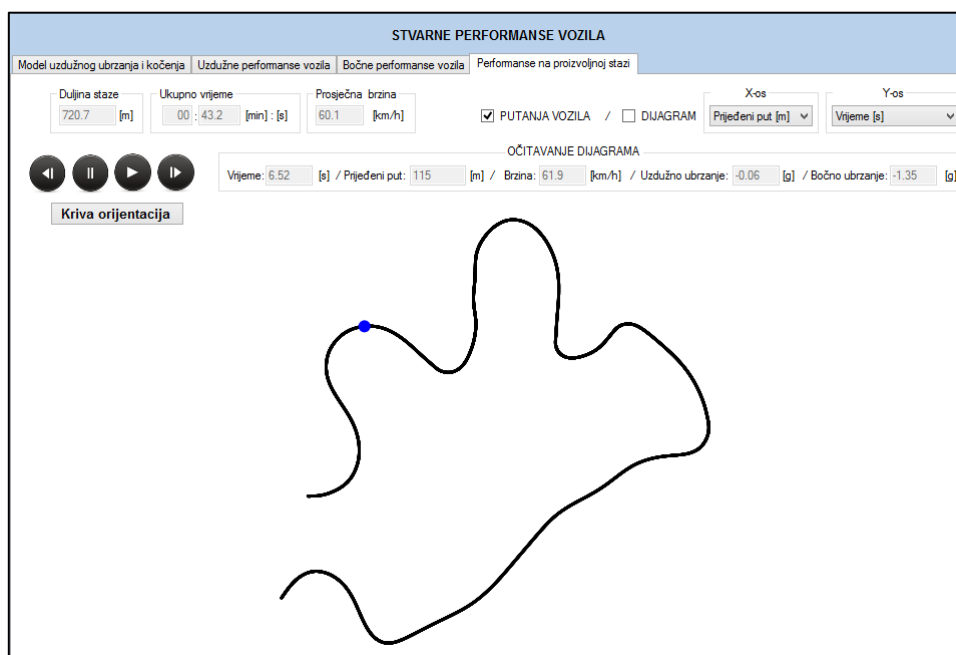 STVARNE PERFORMANSE VOZILA
Model uzdužnog ubrzanja i kočenja Uzdužne performanse vozila Bočne performanse vozila Performanse na proizvoljnoj stazi
Duljina staze Ukupno vrijeme Prosječna brzina X-os Y-os
720.7 [m] 00 : 43.2 [min] : [s] 60.1 [km/h] PUTANJA VOZILA / DIJAGRAM Prijeđeni put [m] Vrijeme [s]
OČITAVANJE DIJAGRAMA
Vrijeme: 6.52 [s] / Prijeđeni put: 115 [m] / Brzina: 61.9 [km/h] / Uzdužno ubrzanje: -0.06 [g] / Bočno ubrzanje: -1.35 [g]
Kriva orijentacija